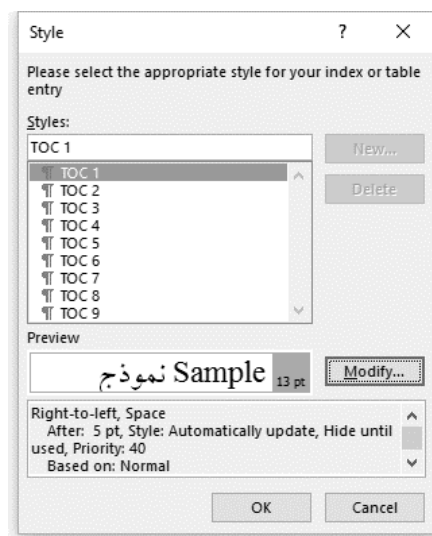 Style ? ×
Please select the appropriate style for your index or table
entry
Styles:
TOC 1
New...
¶ TOC 1
Delete
¶ TOC 2
¶ TOC 3
¶ TOC 4
¶ TOC 5
¶ TOC 6
¶ TOC 7
¶ TOC 8
¶ TOC 9
Preview
نموذج Sample 13 pt
Modify...
Right-to-left, Space
After: 5 pt, Style: Automatically update, Hide until
used, Priority: 40
Based on: Normal
OK Cancel